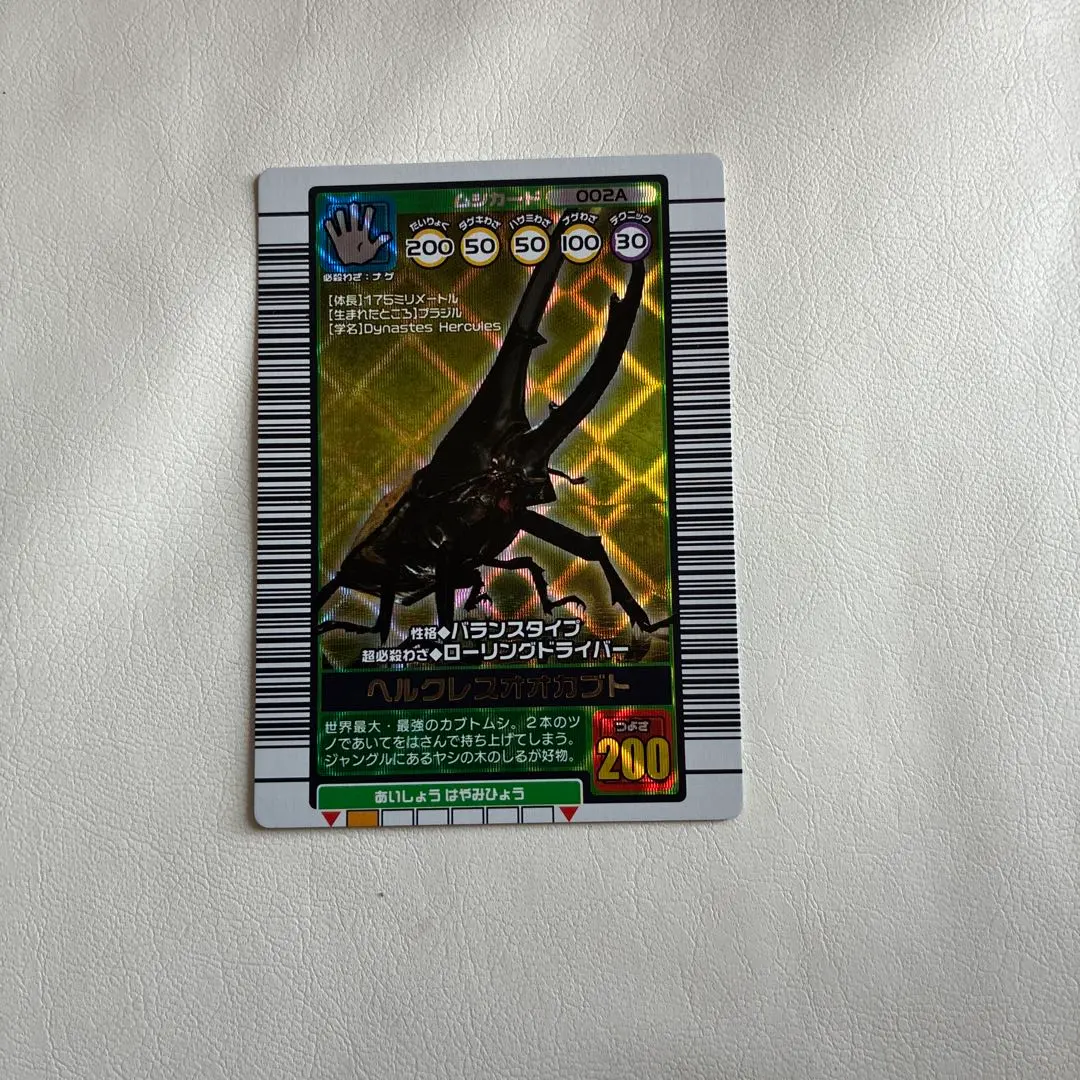 ムシカード 002A
たいりょく ダゲキわざ ハサミわざ ナゲわざ テクニック
200 50 50 100 30
必殺わざ：ナゲ
[体長]175ミリメートル
[生まれたところ]ブラジル
[学名]Dynastes Hercules
性格◆バランスタイプ
超必殺わざ◆ローリングドライバー
ヘルクレスオオカブト
世界最大・最強のカブトムシ。2本のツ
ノであいてをはさんで持ち上げてしまう。
ジャングルにあるヤシの木のしるが好物。
つよさ
200
あいしょう はやみひょう